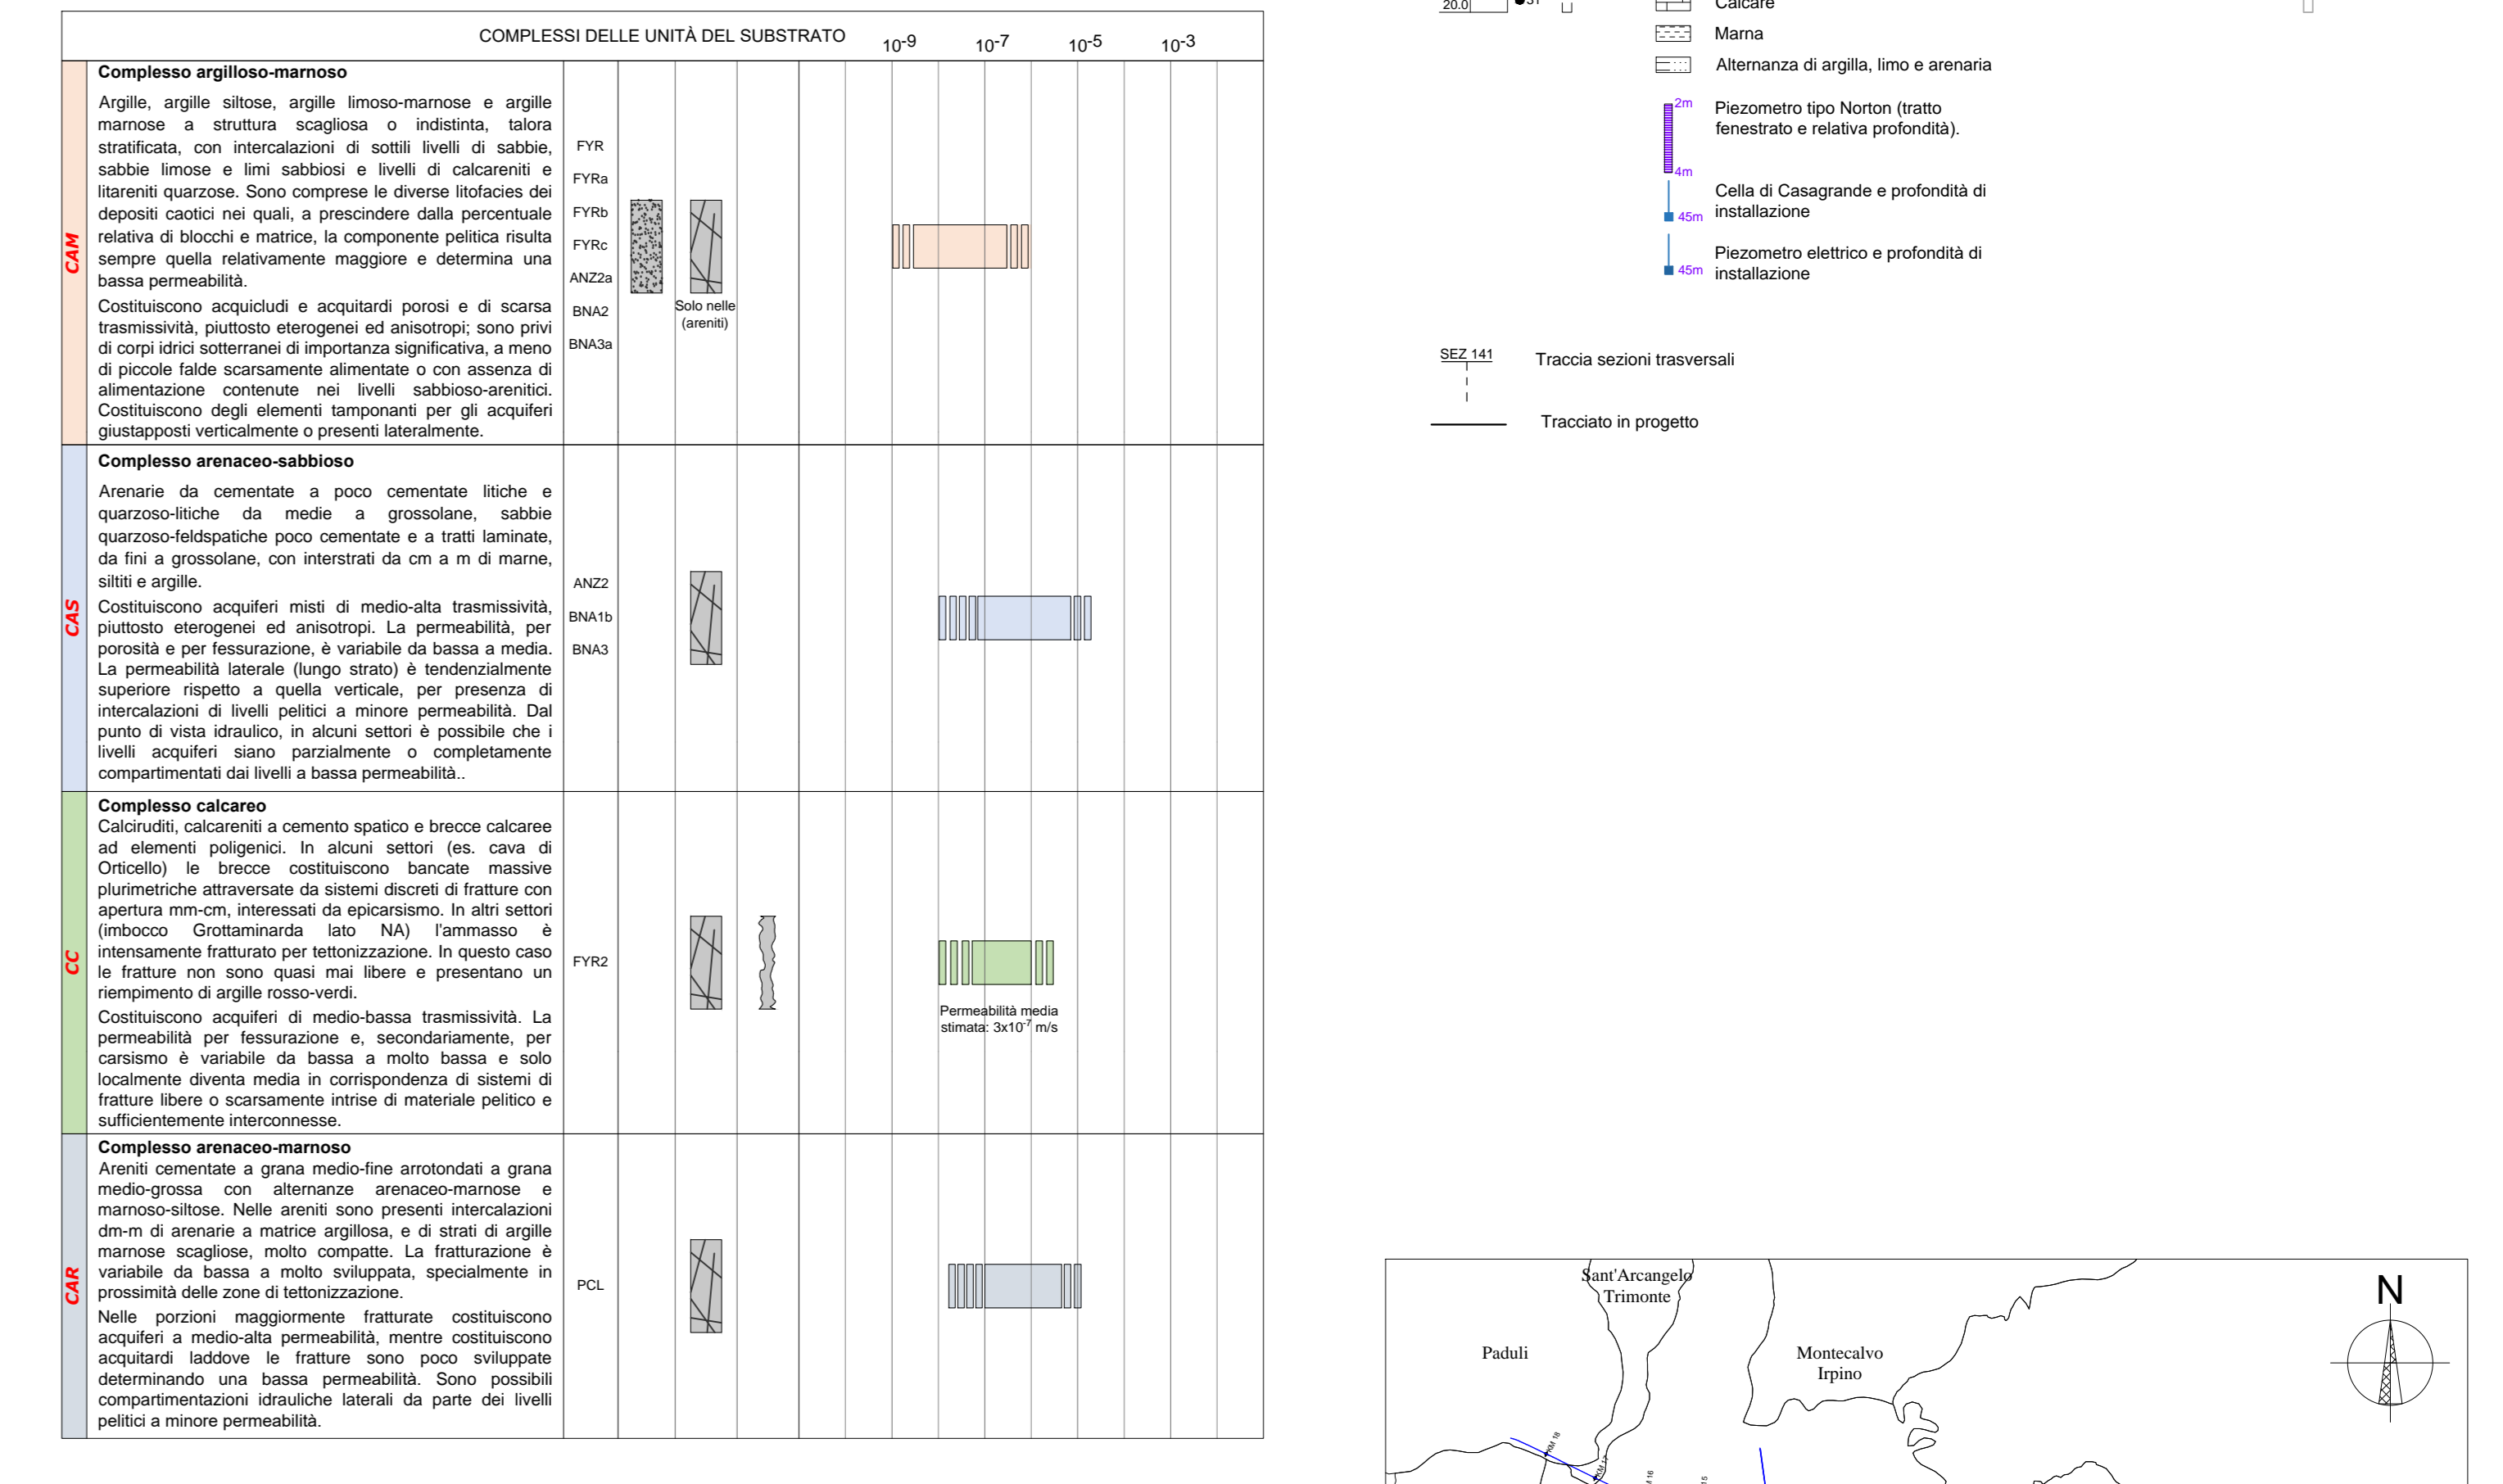 COMPLESSI DELLE UNITÀ DEL SUBSTRATO
10-9
10-7
10-5
10-3
CAM
Complesso argilloso-marnoso
Argille, argille siltose, argille limoso-marnose e argille
marnose a struttura scagliosa o indistinta, talora
stratificata, con intercalazioni di sottili livelli di sabbie,
sabbie limose e limi sabbiosi e livelli di calcareniti e
litareniti quarzose. Sono comprese le diverse litofacies dei
depositi caotici nei quali, a prescindere dalla percentuale
relativa di blocchi e matrice, la componente pelitica risulta
sempre quella relativamente maggiore e determina una
bassa permeabilità.
Costituiscono acquicludi e acquitardi porosi e di scarsa
trasmissività, piuttosto eterogenei ed anisotropi; sono privi
di corpi idrici sotterranei di importanza significativa, a meno
di piccole falde scarsamente alimentate o con assenza di
alimentazione contenute nei livelli sabbioso-arenitici.
Costituiscono degli elementi tamponanti per gli acquiferi
giustapposti verticalmente o presenti lateralmente.
FYR
FYRa
FYRb
FYRc
ANZ2a
BNA2
BNA3a
Solo nelle
(areniti)
CAS
Complesso arenaceo-sabbioso
Arenarie da cementate a poco cementate litiche e
quarzoso-litiche da medie a grossolane, sabbie
quarzoso-feldspatiche poco cementate e a tratti laminate,
da fini a grossolane, con interstrati da cm a m di marne,
siltiti e argille.
Costituiscono acquiferi misti di medio-alta trasmissività,
piuttosto eterogenei ed anisotropi. La permeabilità, per
porosità e per fessurazione, è variabile da bassa a media.
La permeabilità laterale (lungo strato) è tendenzialmente
superiore rispetto a quella verticale, per presenza di
intercalazioni di livelli pelitici a minore permeabilità. Dal
punto di vista idraulico, in alcuni settori è possibile che i
livelli acquiferi siano parzialmente o completamente
compartimentati dai livelli a bassa permeabilità..
ANZ2
BNA1b
BNA3
CC
Complesso calcareo
Calciruditi, calcareniti a cemento spatico e brecce calcaree
ad elementi poligenici. In alcuni settori (es. cava di
Orticello) le brecce costituiscono bancate massive
plurimetriche attraversate da sistemi discreti di fratture con
apertura mm-cm, interessati da epicarsismo. In altri settori
(imbocco Grottaminarda lato NA) l'ammasso è
intensamente fratturato per tettonizzazione. In questo caso
le fratture non sono quasi mai libere e presentano un
riempimento di argille rosso-verdi.
Costituiscono acquiferi di medio-bassa trasmissività. La
permeabilità per fessurazione e, secondariamente, per
carsismo è variabile da bassa a molto bassa e solo
localmente diventa media in corrispondenza di sistemi di
fratture libere o scarsamente intrise di materiale pelitico e
sufficientemente interconnesse.
FYR2
Permeabilità media
stimata: 3x10-7 m/s
CAR
Complesso arenaceo-marnoso
Areniti cementate a grana medio-fine arrotondati a grana
medio-grossa con alternanze arenaceo-marnose e
marnoso-siltose. Nelle areniti sono presenti intercalazioni
dm-m di arenarie a matrice argillosa, e di strati di argille
marnose scagliose, molto compatte. La fratturazione è
variabile da bassa a molto sviluppata, specialmente in
prossimità delle zone di tettonizzazione.
Nelle porzioni maggiormente fratturate costituiscono
acquiferi a medio-alta permeabilità, mentre costituiscono
acquitardi laddove le fratture sono poco sviluppate
determinando una bassa permeabilità. Sono possibili
compartimentazioni idrauliche laterali da parte dei livelli
pelitici a minore permeabilità.
PCL
20.0
Calcare
Marna
Alternanza di argilla, limo e arenaria
2m
4m
Piezometro tipo Norton (tratto
fenestrato e relativa profondità).
45m
Cella di Casagrande e profondità di
installazione
45m
Piezometro elettrico e profondità di
installazione
SEZ 141
Traccia sezioni trasversali
Tracciato in progetto
Sant'Arcangelo
Trimonte
Paduli
Montecalvo
Irpino
N
KM 18
KM 17